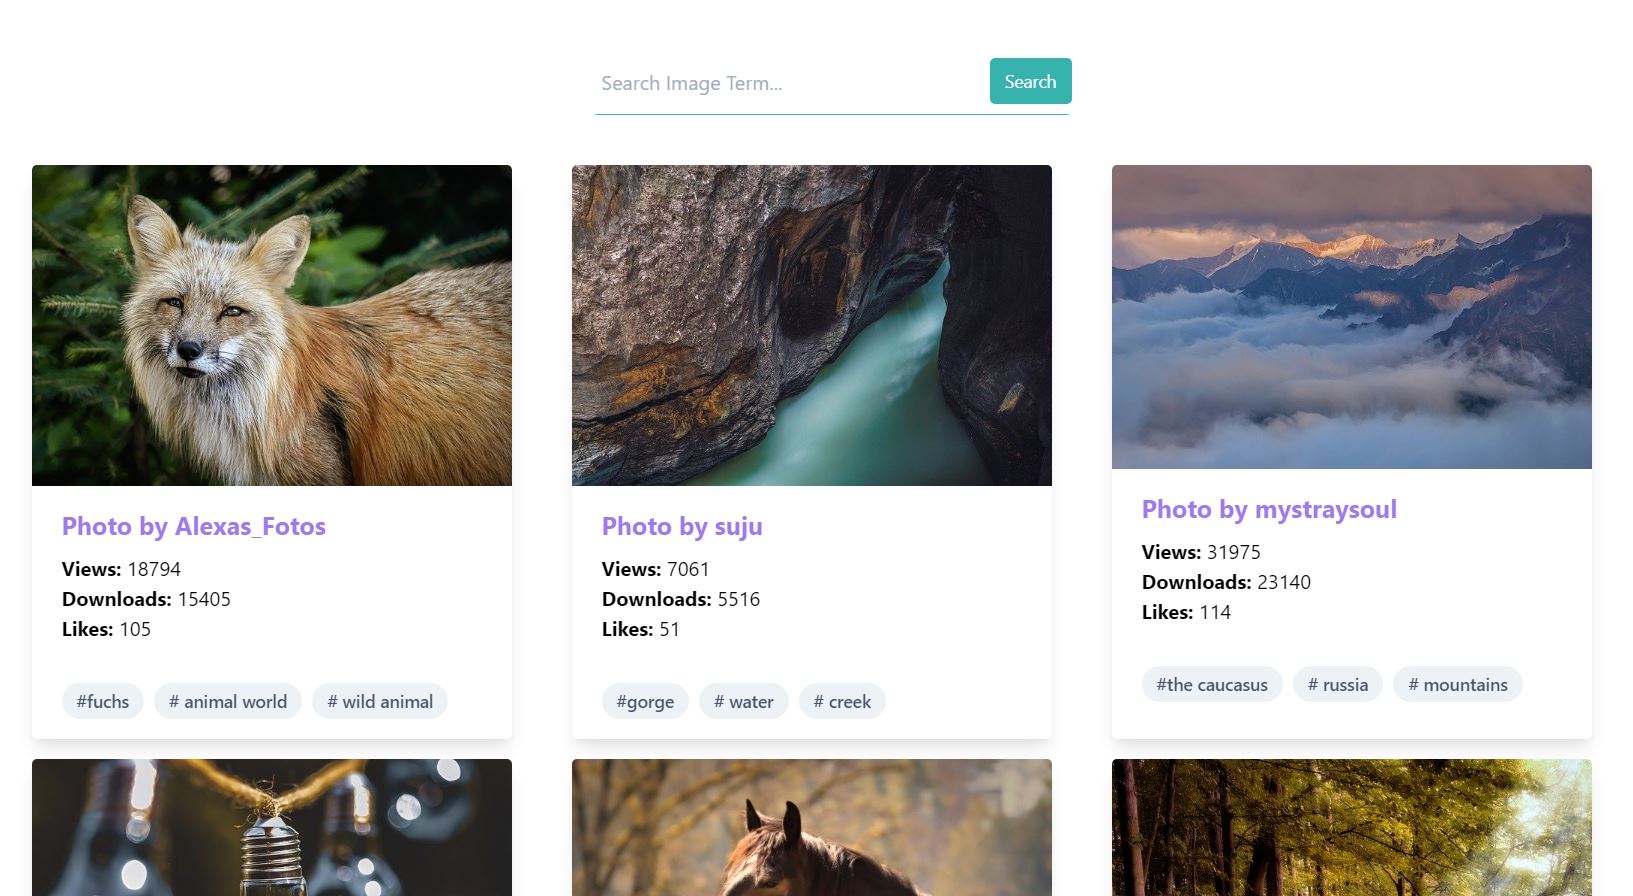 Search Image Term...
Search
Photo by Alexas_Fotos
Views: 18794
Downloads: 15405
Likes: 105
#fuchs
# animal world
# wild animal
Photo by suju
Views: 7061
Downloads: 5516
Likes: 51
#gorge
# water
# creek
Photo by mystraysoul
Views: 31975
Downloads: 23140
Likes: 114
#the caucasus
# russia
# mountains